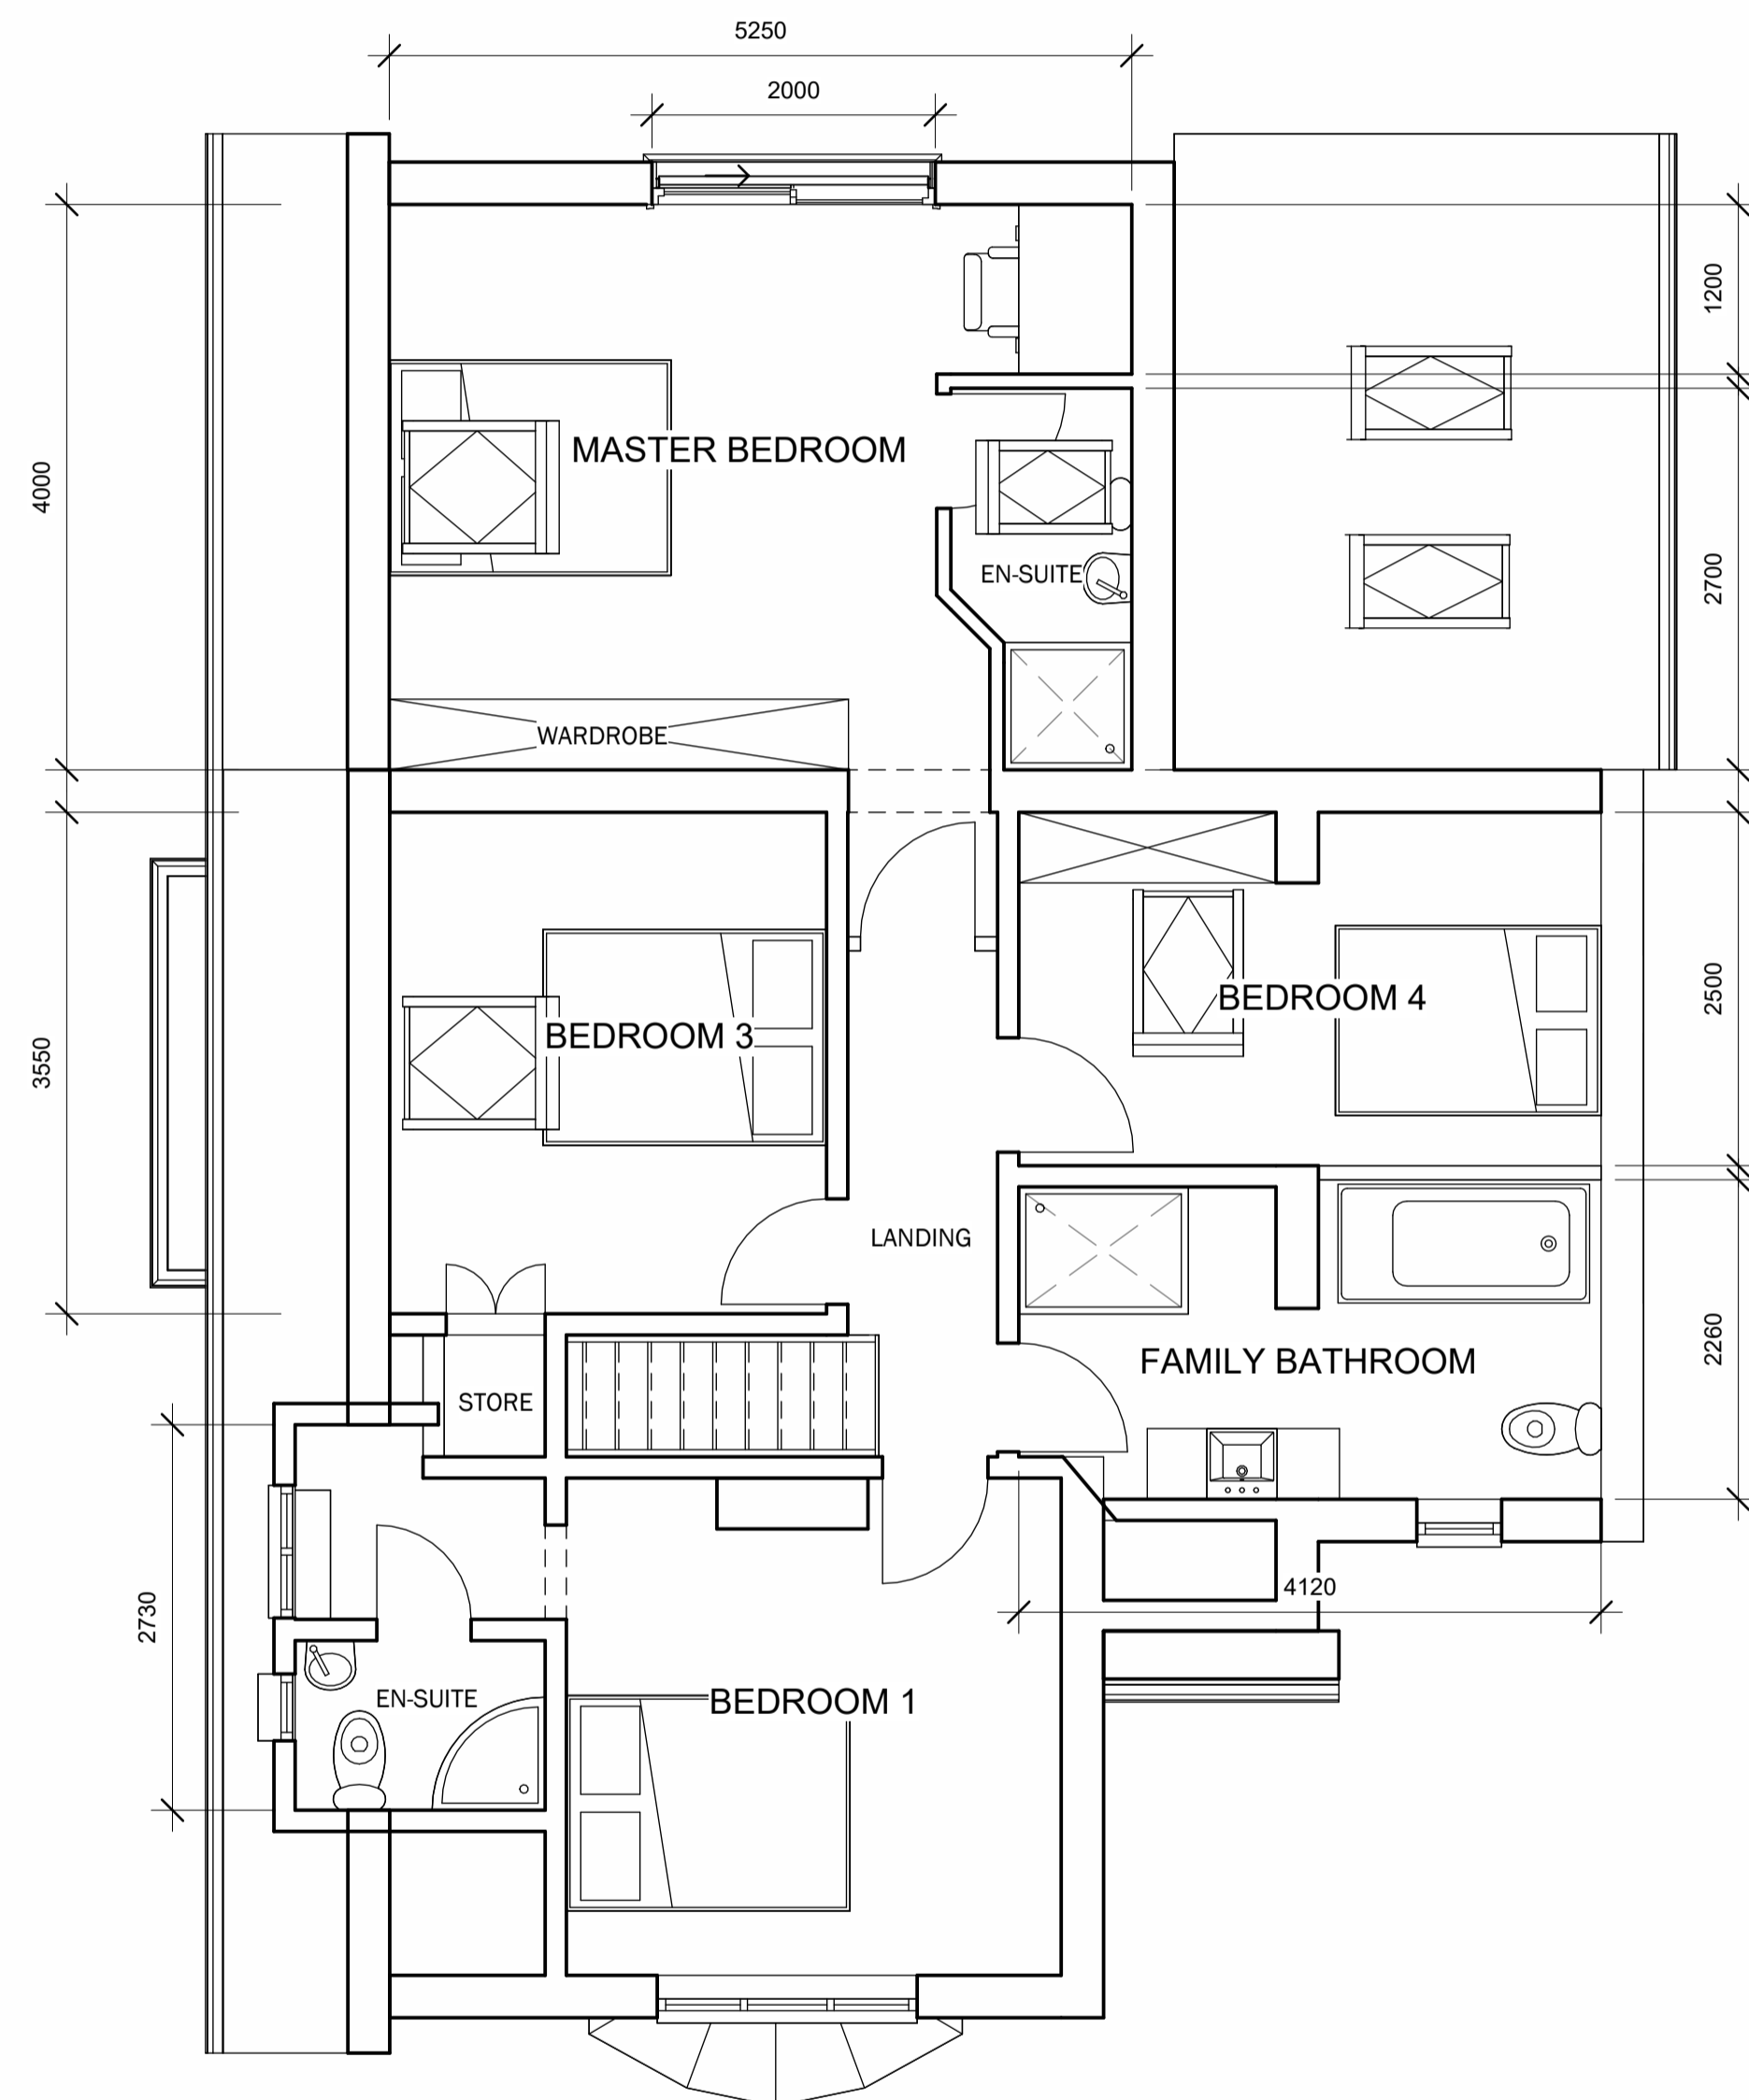 5250
2000
1200
MASTER BEDROOM
4000
EN-SUITE
2700
WARDROBE
BEDROOM 4
2500
BEDROOM 3
3550
LANDING
2260
FAMILY BATHROOM
STORE
4120
2730
EN-SUITE
BEDROOM 1